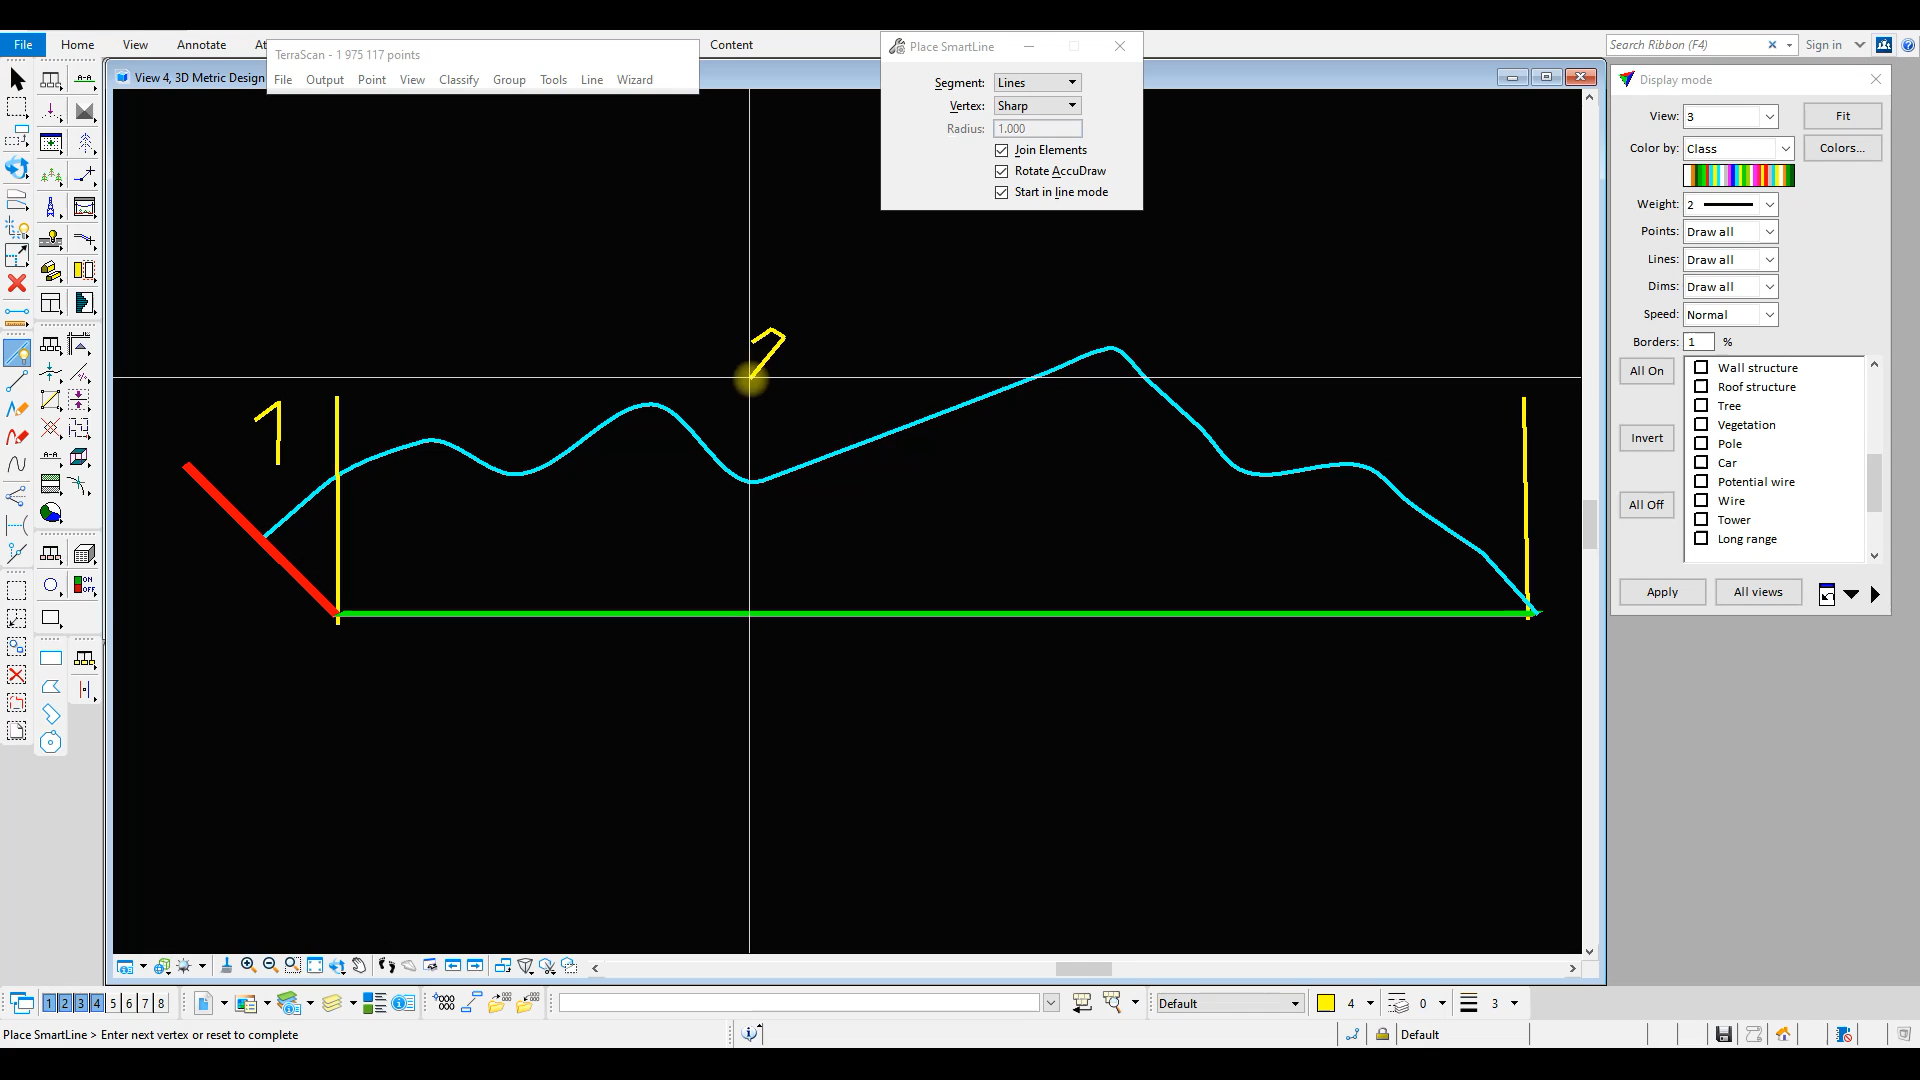 File Home View Annotate At Content Search Ribbon (F4) Sign in
TerraScan - 1 975 117 points
File Output Point View Classify Group Tools Line Wizard
View 4, 3D Metric Design
Place SmartLine
Segment: Lines
Vertex: Sharp
Radius: 1.000
Join Elements
Rotate AccuDraw
Start in line mode
Display mode
View: 3 Fit
Color by: Class Colors...
Weight: 2
Points: Draw all
Lines: Draw all
Dims: Draw all
Speed: Normal
Borders: 1 %
All On
Invert
All Off
Wall structure
Roof structure
Tree
Vegetation
Pole
Car
Potential wire
Wire
Tower
Long range
Apply All views
ON
OFF
1
1 2 3 4 5 6 7 8
Default 4 0 3
Place SmartLine > Enter next vertex or reset to complete
Default